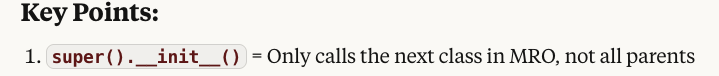 Key Points:
1. super().__init__() = Only calls the next class in MRO, not all parents